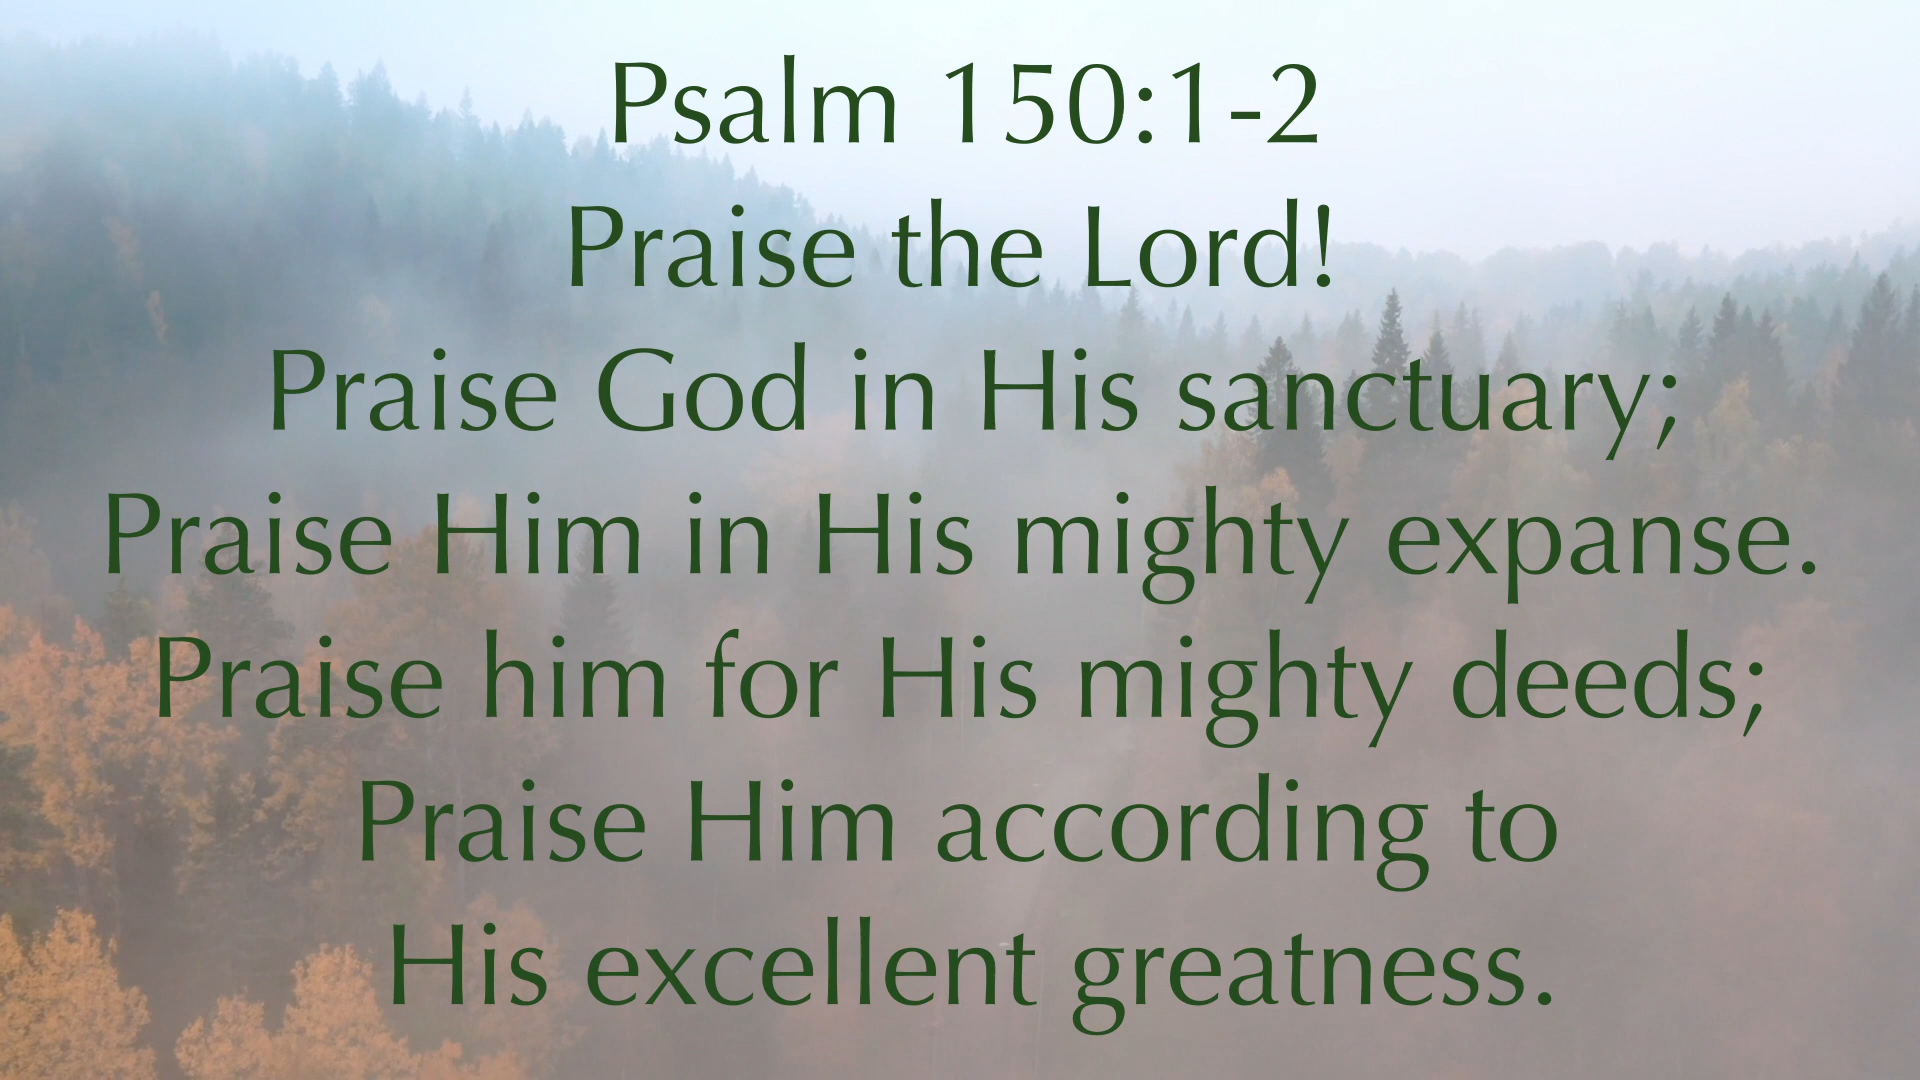 Psalm 150:1-2
Praise the Lord!
Praise God in His sanctuary;
Praise Him in His mighty expanse.
Praise him for His mighty deeds;
Praise Him according to
His excellent greatness.